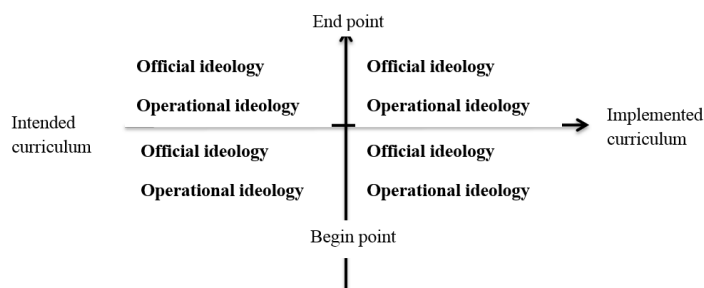 End point
Official ideology
Official ideology
Operational ideology
Operational ideology
Intended
curriculum
Implemented
curriculum
Official ideology
Official ideology
Operational ideology
Operational ideology
Begin point